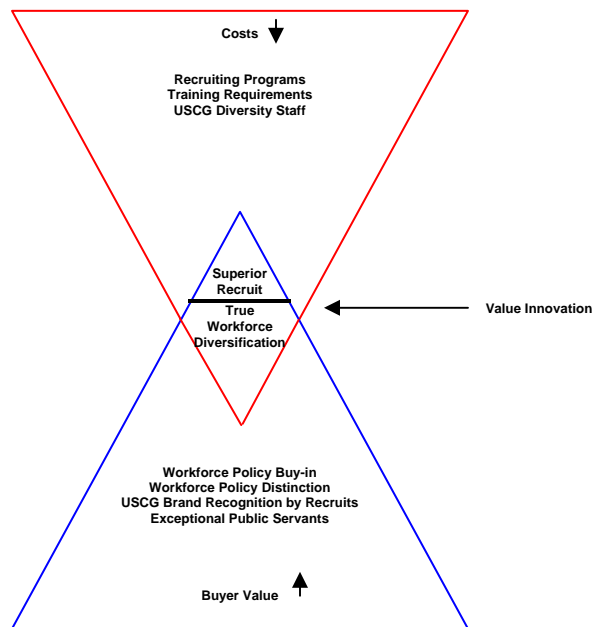 Costs
Recruiting Programs
Training Requirements
USCG Diversity Staff
Superior
Recruit
True
Workforce
Diversification
Value Innovation
Workforce Policy Buy-in
Workforce Policy Distinction
USCG Brand Recognition by Recruits
Exceptional Public Servants
Buyer Value